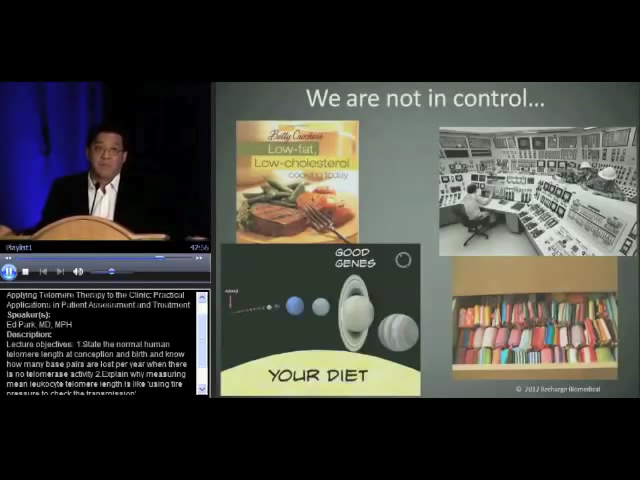 We are not in control...
Betty Crocker
Low-fat,
Low-cholesterol
cooking today
GOOD
GENES
YOUR DIET
© 2012 Recharge Biomedical
Playlist1
42:56
Applying Telomere Therapy to the Clinic: Practical
Applications in Patient Assessment and Treatment
Speaker(s):
Ed Park, MD, MPH
Description:
Lecture objectives: 1.State the normal human
telomere length at conception and birth and know
how many base pairs are lost per year when there
is no telomerase activity 2.Explain why measuring
mean leukocyte telomere length is like 'using tire
pressure to check the transmission'